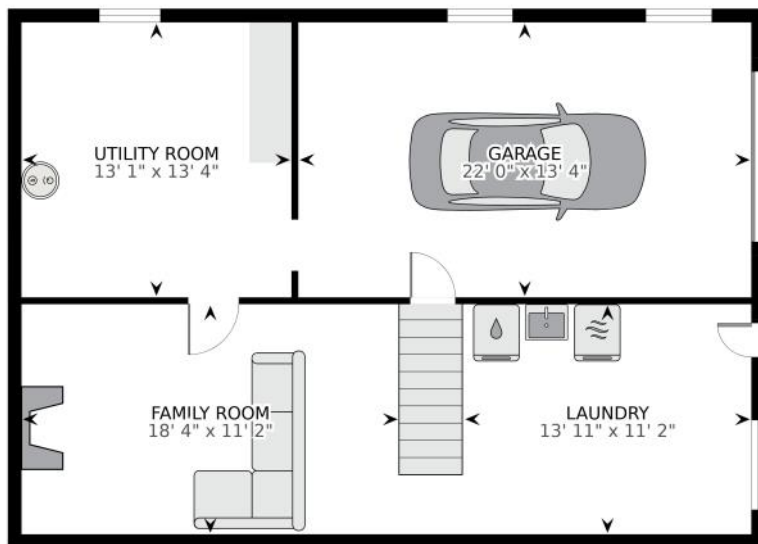 UTILITY ROOM
13' 1" x 13' 4"
GARAGE
22' 0" x 13' 4"
FAMILY ROOM
18' 4" x 11' 2"
LAUNDRY
13' 11" x 11' 2"